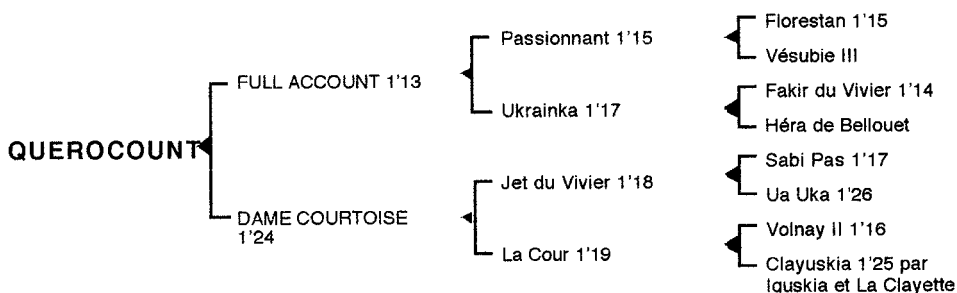 Florestan 1'15
Passionnant 1'15
Vésubie III
FULL ACCOUNT 1'13
Fakir du Vivier 1'14
Ukrainka 1'17
Héra de Bellouet
QUEROCOUNT
Sabi Pas 1'17
Jet du Vivier 1'18
Ua Uka 1'26
DAME COURTOISE
1'24
Volnay II 1'16
La Cour 1'19
Clayuskia 1'25 par
Iguskia et La Clayette